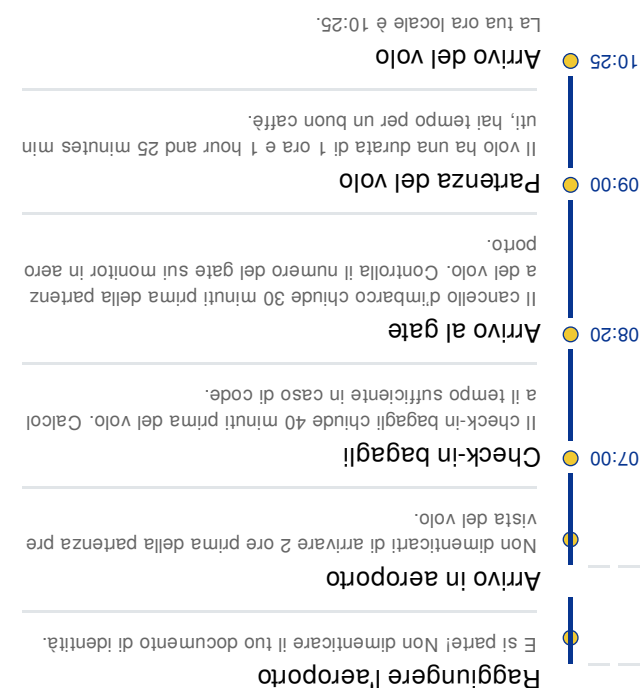 Raggiungere l'aeroporto
E si parte! Non dimenticare il tuo documento di identità.
Arrivo in aeroporto
Non dimenticarti di arrivare 2 ore prima della partenza pre
vista del volo.
07:00
Check-in bagagli
Il check-in bagagli chiude 40 minuti prima del volo. Calcol
a il tempo sufficiente in caso di code.
08:20
Arrivo al gate
Il cancello d'imbarco chiude 30 minuti prima della partenz
a del volo. Controlla il numero del gate sui monitor in aero
porto.
09:00
Partenza del volo
Il volo ha una durata di 1 ora e 1 hour and 25 minutes min
uti, hai tempo per un buon caffè.
10:25
Arrivo del volo
La tua ora locale è 10:25.